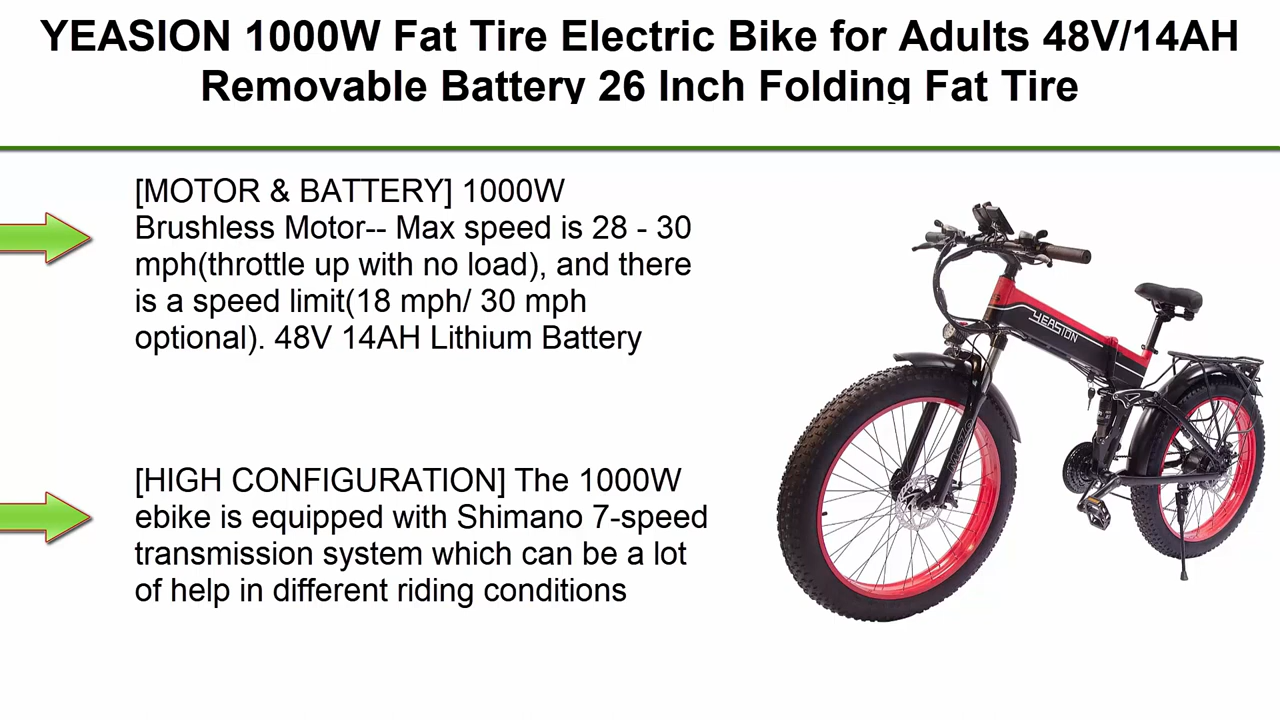 YEASION 1000W Fat Tire Electric Bike for Adults 48V/14AH
Removable Battery 26 Inch Folding Fat Tire
[MOTOR & BATTERY] 1000W
Brushless Motor-- Max speed is 28 - 30
mph(throttle up with no load), and there
is a speed limit(18 mph/ 30 mph
optional). 48V 14AH Lithium Battery
[HIGH CONFIGURATION] The 1000W
ebike is equipped with Shimano 7-speed
transmission system which can be a lot
of help in different riding conditions
YEASION